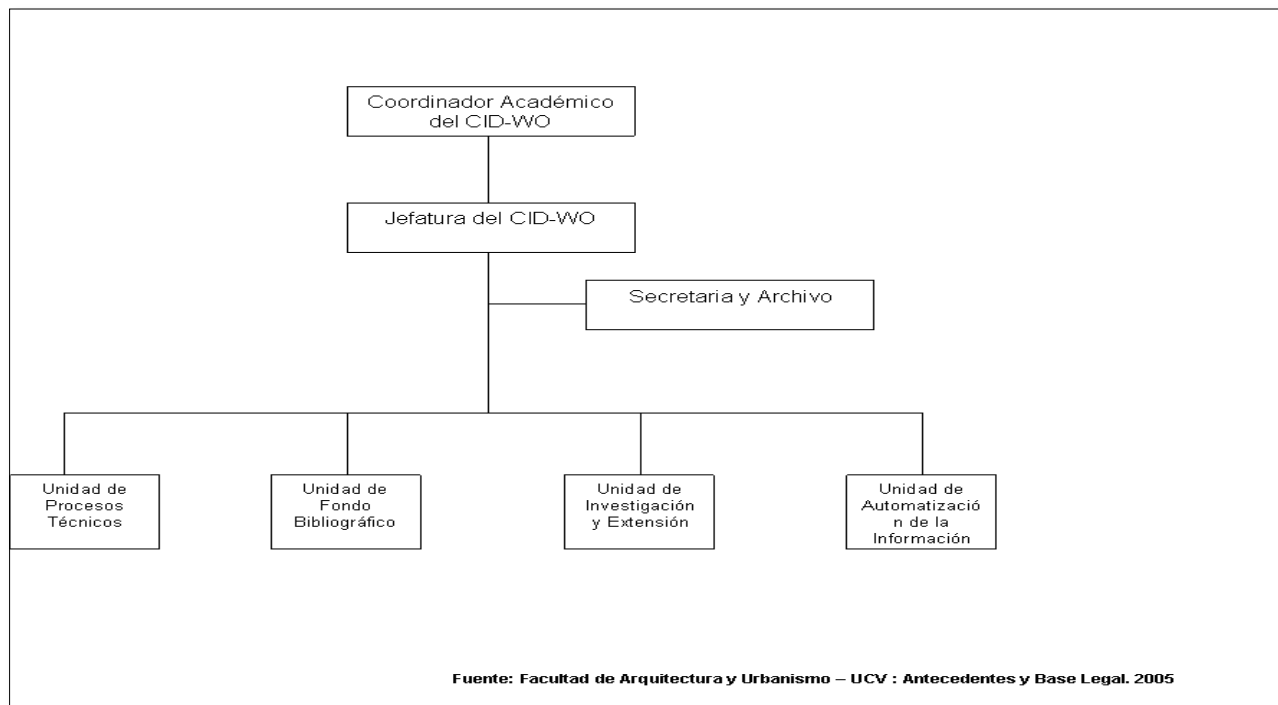 Coordinador Académico
del CID-WO
Jefatura del CID-WO
Secretaria y Archivo
Unidad de
Procesos
Técnicos
Unidad de
Fondo
Bibliográfico
Unidad de
Investigación
y Extensión
Unidad de
Automatizació
n de la
Información
Fuente: Facultad de Arquitectura y Urbanismo – UCV : Antecedentes y Base Legal. 2005